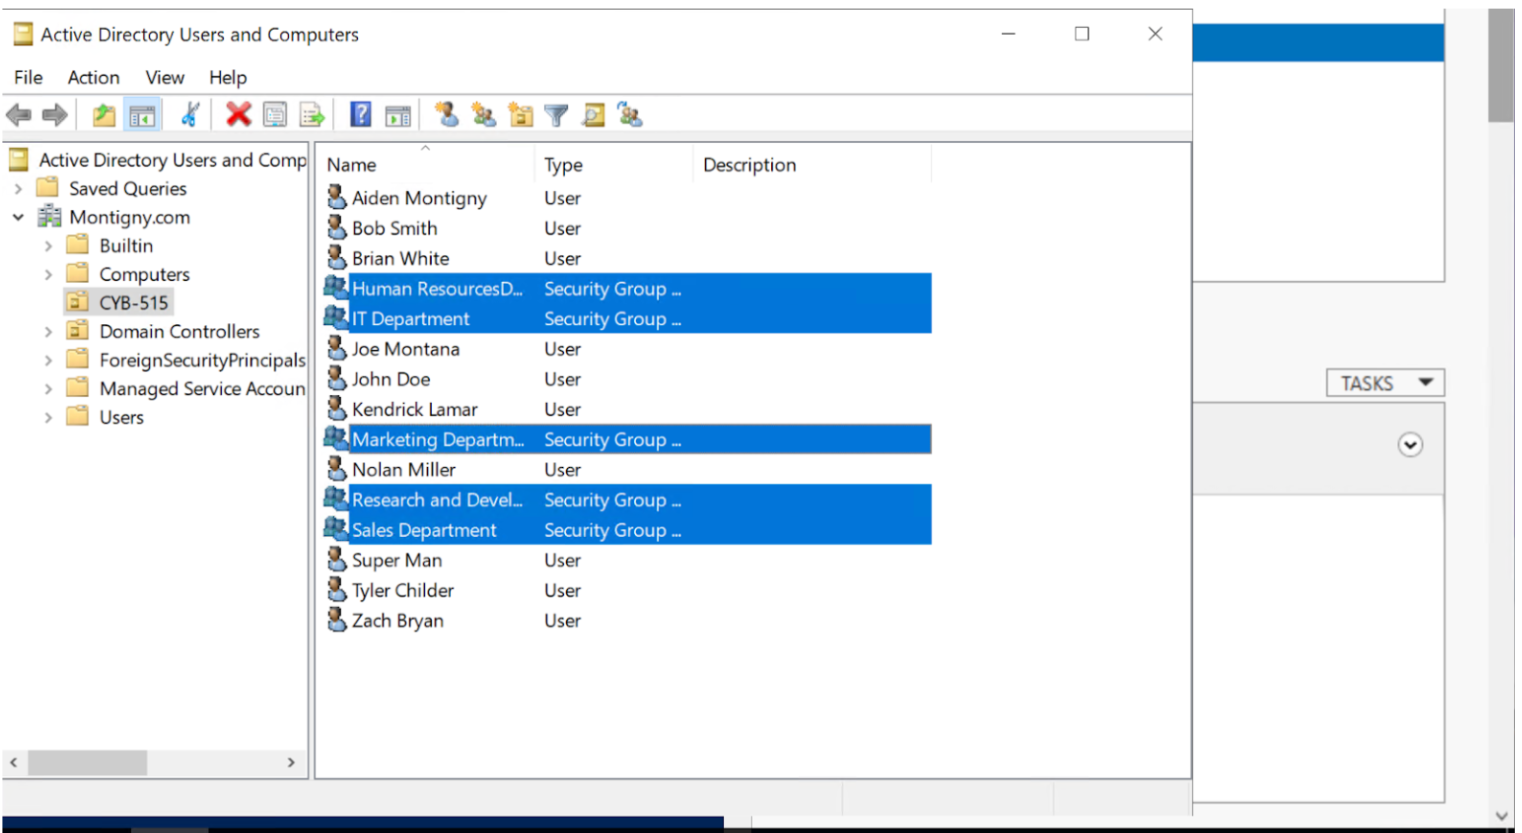 Active Directory Users and Computers
File Action View Help
Active Directory Users and Comp
Saved Queries
Montigny.com
Builtin
Computers
CYB-515
Domain Controllers
ForeignSecurityPrincipals
Managed Service Accoun
Users
Name Type Description
Aiden Montigny User
Bob Smith User
Brian White User
Human ResourcesD... Security Group ...
IT Department Security Group ...
Joe Montana User
John Doe User
Kendrick Lamar User
Marketing Departm... Security Group ...
Nolan Miller User
Research and Devel... Security Group ...
Sales Department Security Group ...
Super Man User
Tyler Childer User
Zach Bryan User
TASKS